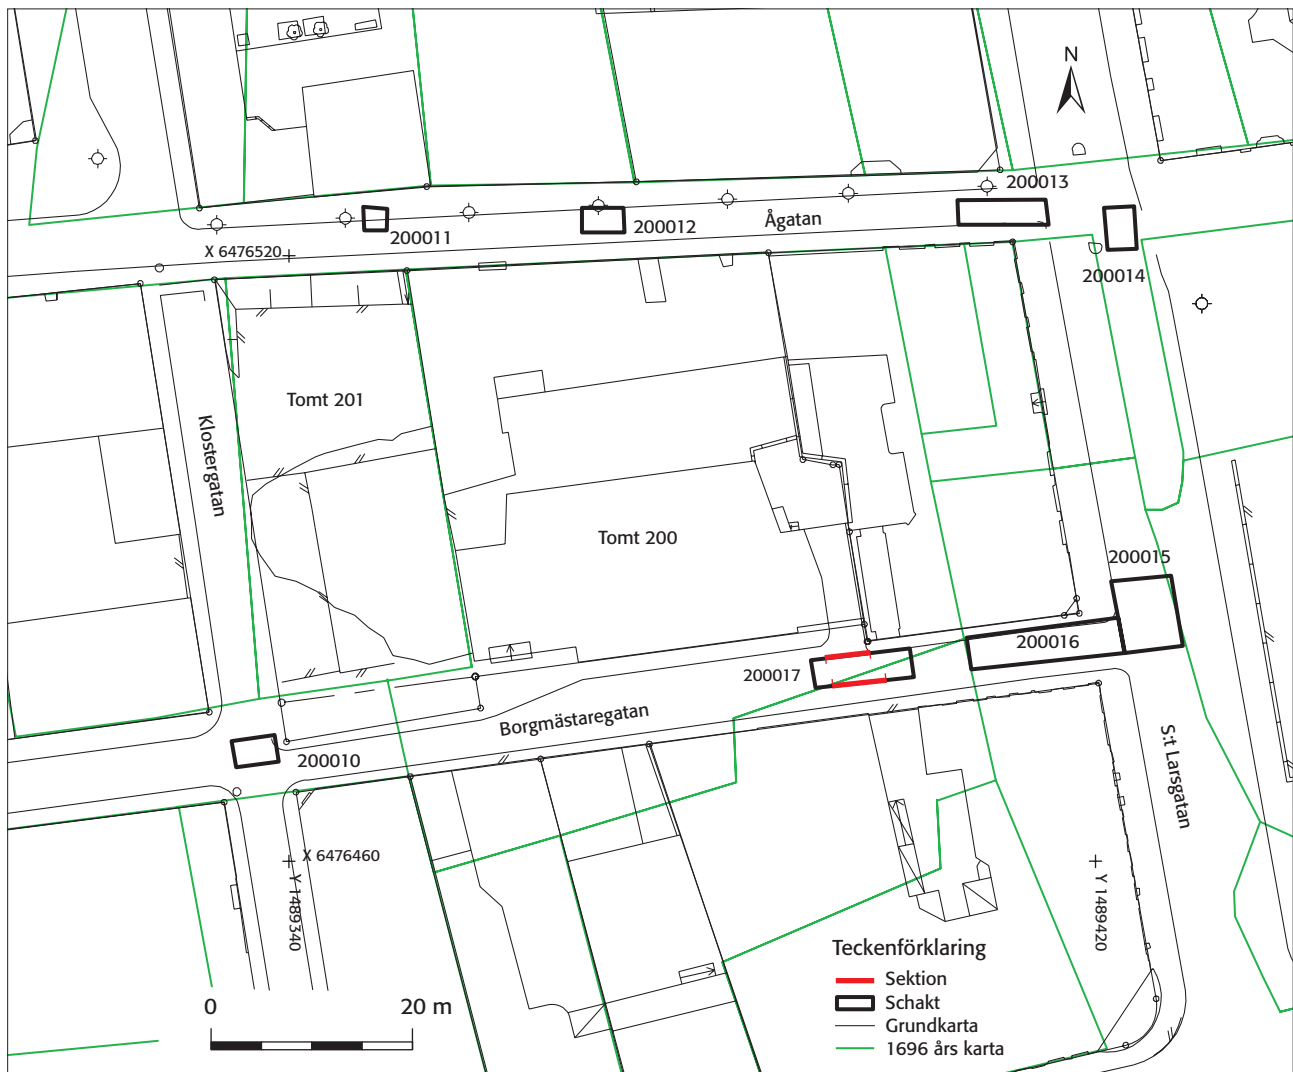 N
200013
200011
200012
Ågatan
X 6476520
200014
Tomt 201
Klostergatan
Tomt 200
200015
200016
200017
Borgmästaregatan
200010
S:t Larsgatan
X 6476460
Y 1489340
Y 1489420
Teckenförklaring
Sektion
Schakt
Grundkarta
1696 års karta
0 20 m